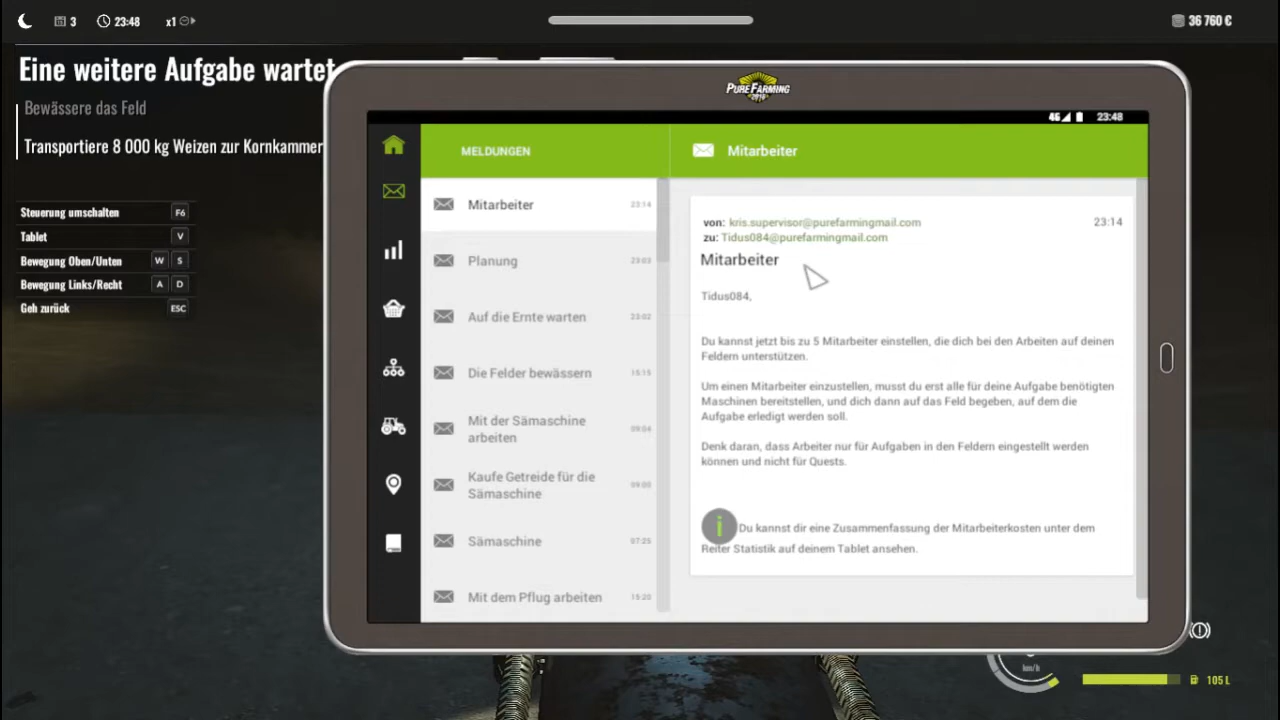 3
23:48
x1
36 760 €
Eine weitere Aufgabe wartet
Bewässere das Feld
Transportiere 8 000 kg Weizen zur Kornkammer
Steuerung umschalten F6
Tablet V
Bewegung Oben/Unten W S
Bewegung Links/Recht A D
Geh zurück ESC
PURE FARMING
4G 23:48
MELDUNGEN
Mitarbeiter 23:14
Planung 23:03
Auf die Ernte warten 23:02
Die Felder bewässern 15:15
Mit der Sämaschine
arbeiten 09:04
Kaufe Getreide für die
Sämaschine 09:00
Sämaschine 07:25
Mit dem Pflug arbeiten 15:20
Mitarbeiter
von: kris.supervisor@purefarmingmail.com 23:14
zu: Tidus084@purefarmingmail.com
Mitarbeiter
Tidus084,
Du kannst jetzt bis zu 5 Mitarbeiter einstellen, die dich bei den Arbeiten auf deinen
Feldern unterstützen.
Um einen Mitarbeiter einzustellen, musst du erst alle für deine Aufgabe benötigten
Maschinen bereitstellen, und dich dann auf das Feld begeben, auf dem die
Aufgabe erledigt werden soll.
Denk daran, dass Arbeiter nur für Aufgaben in den Feldern eingestellt werden
können und nicht für Quests.
i Du kannst dir eine Zusammenfassung der Mitarbeiterkosten unter dem
Reiter Statistik auf deinem Tablet ansehen.
km/h
105 L